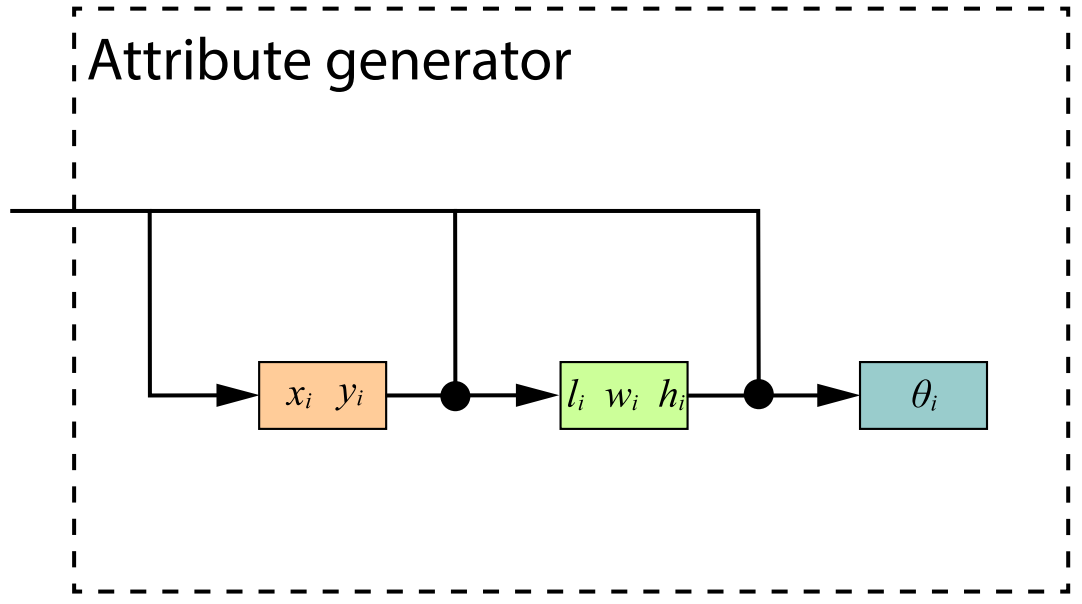 Attribute generator
xᵢ yᵢ lᵢ wᵢ hᵢ θᵢ